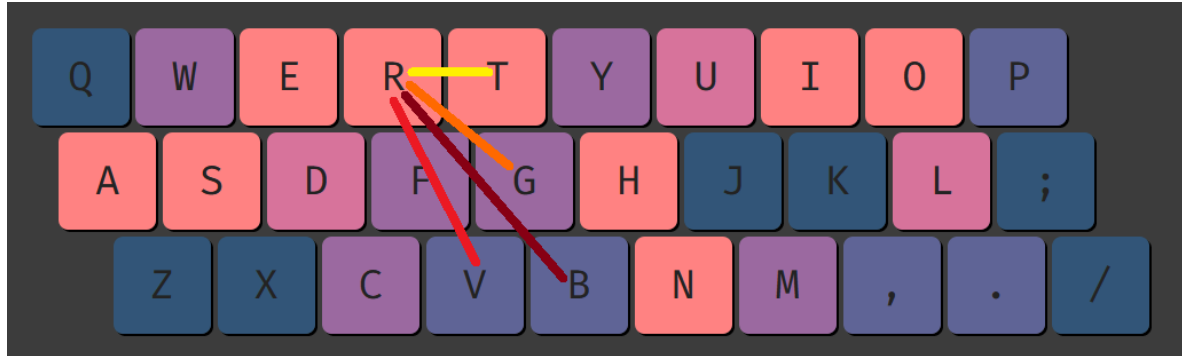 Q W E R T Y U I O P
A S D F G H J K L ;
Z X C V B N M , . /